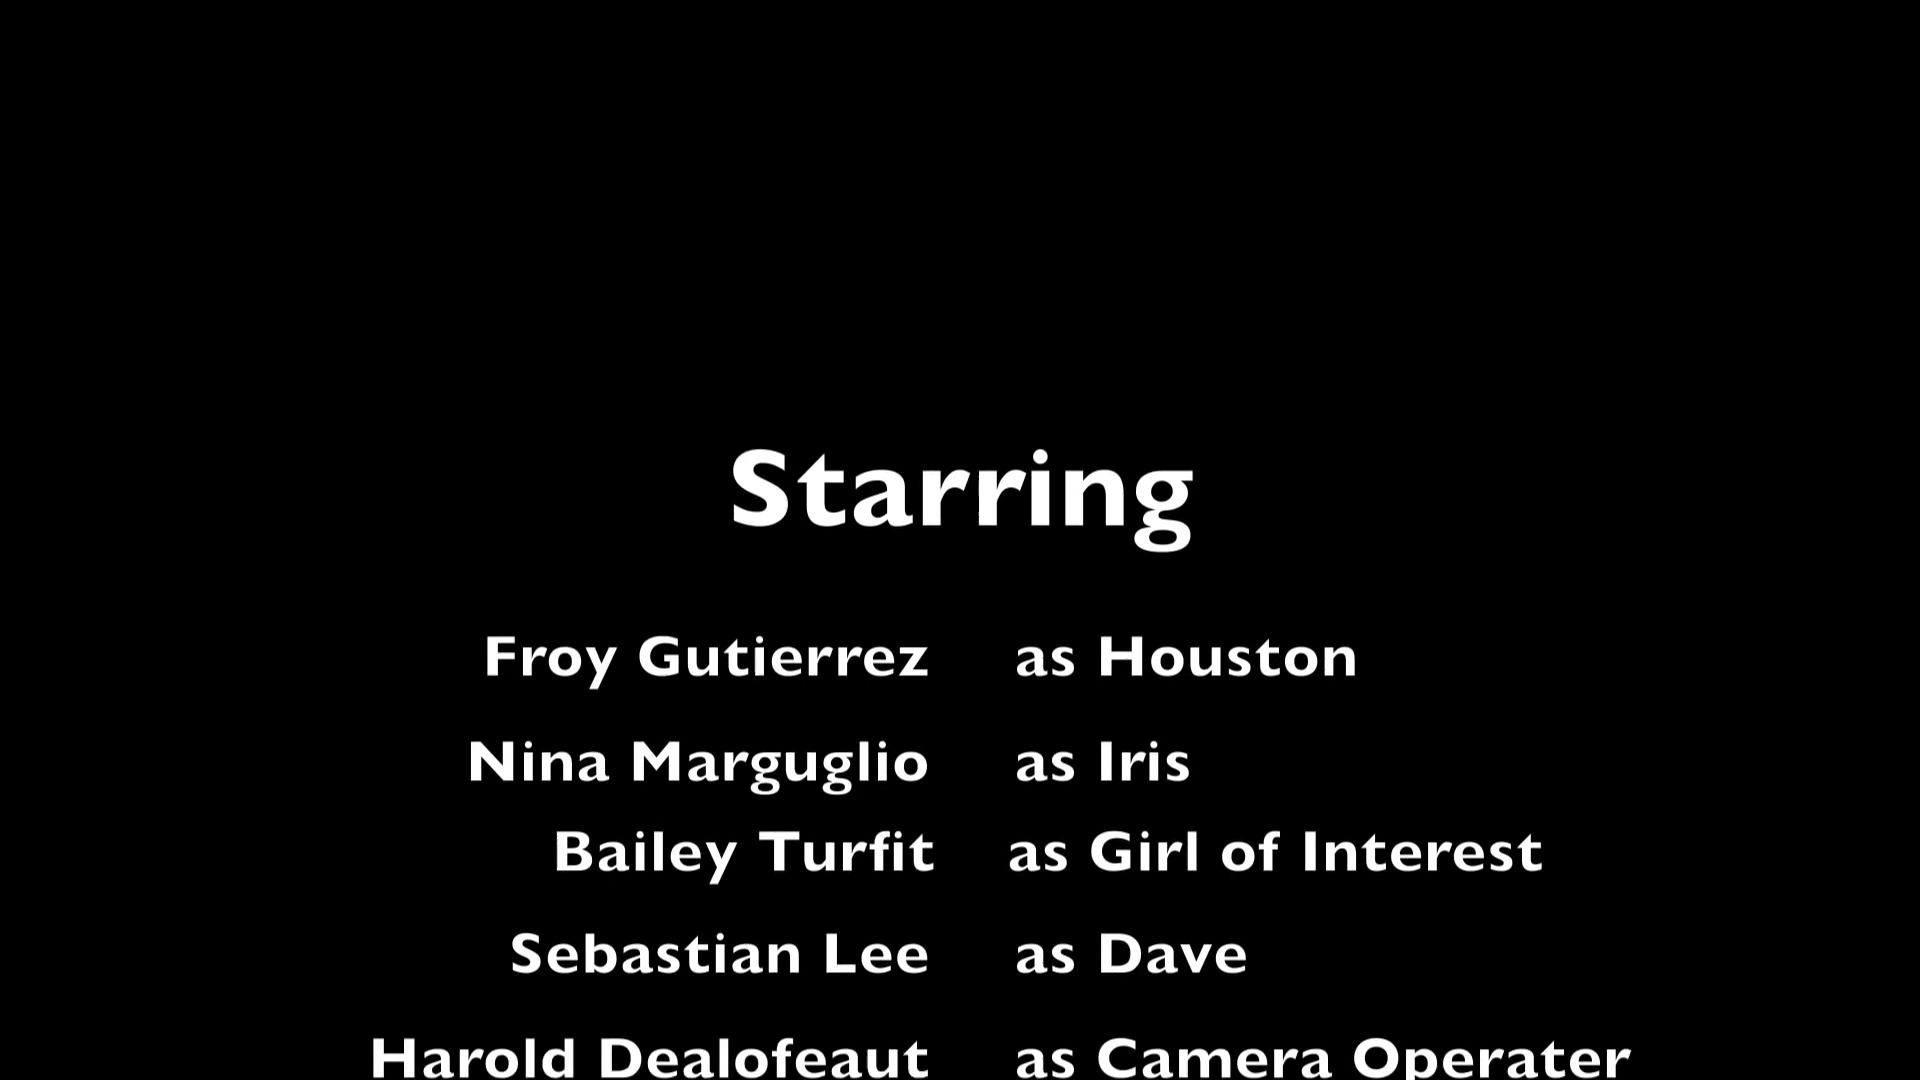 Starring
Froy Gutierrez as Houston
Nina Marguglio as Iris
Bailey Turfit as Girl of Interest
Sebastian Lee as Dave
Harold Dealofeaut as Camera Operater